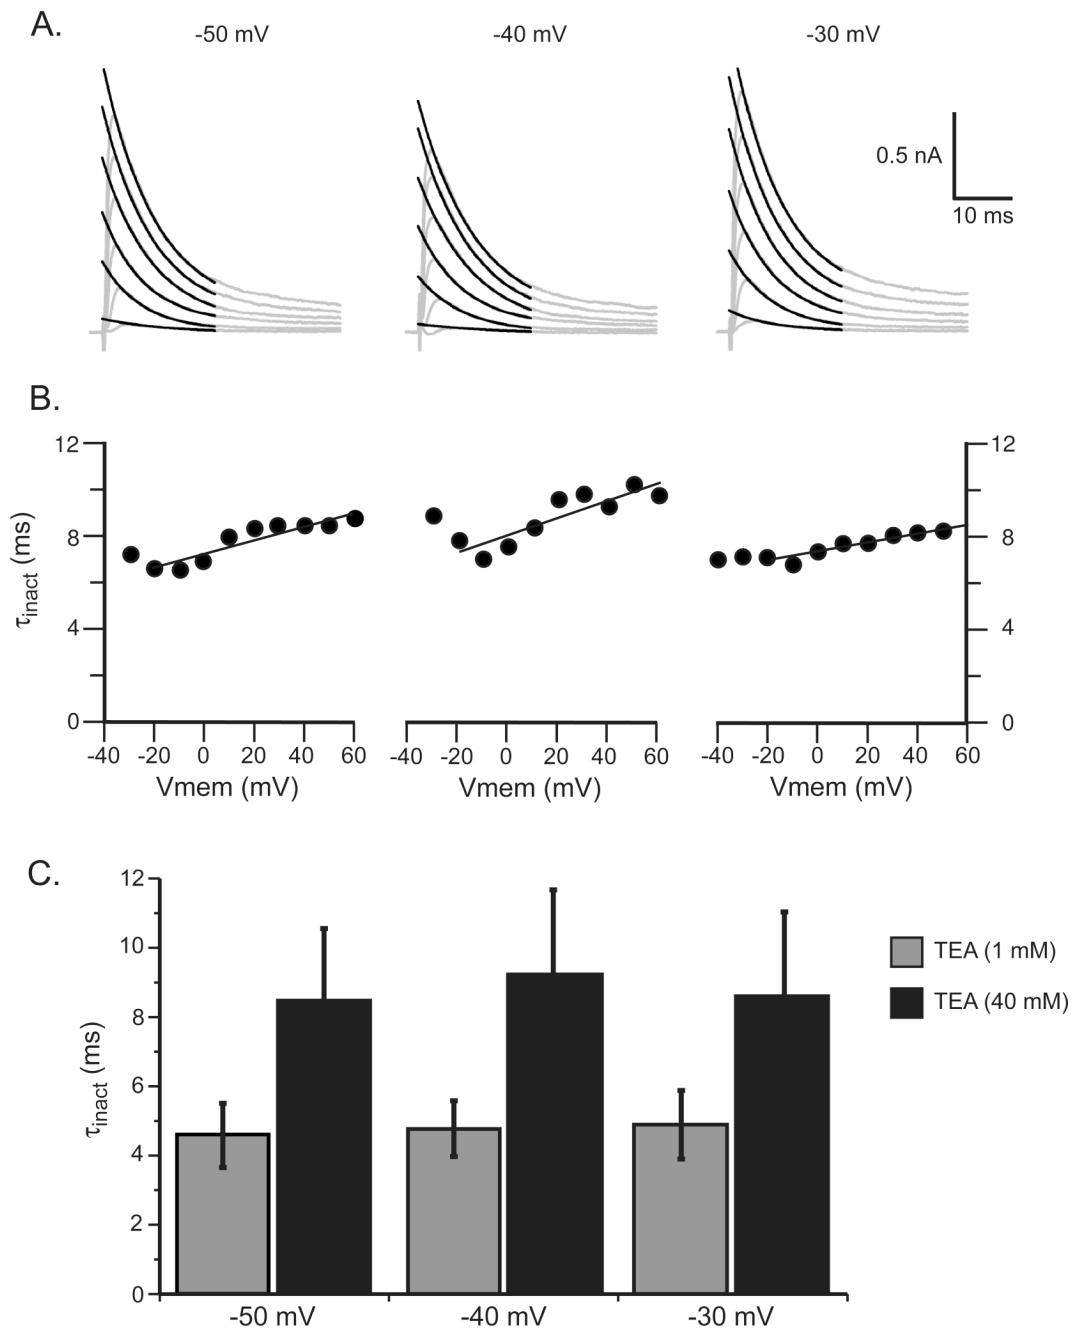 A.
-50 mV
-40 mV
-30 mV
0.5 nA
10 ms
B.
12
8
4
0
τinact (ms)
-40 -20 0 20 40 60
Vmem (mV)
-40 -20 0 20 40 60
Vmem (mV)
-40 -20 0 20 40 60
Vmem (mV)
12
8
4
0
C.
12
10
8
6
4
2
0
τinact (ms)
-50 mV
-40 mV
-30 mV
TEA (1 mM)
TEA (40 mM)